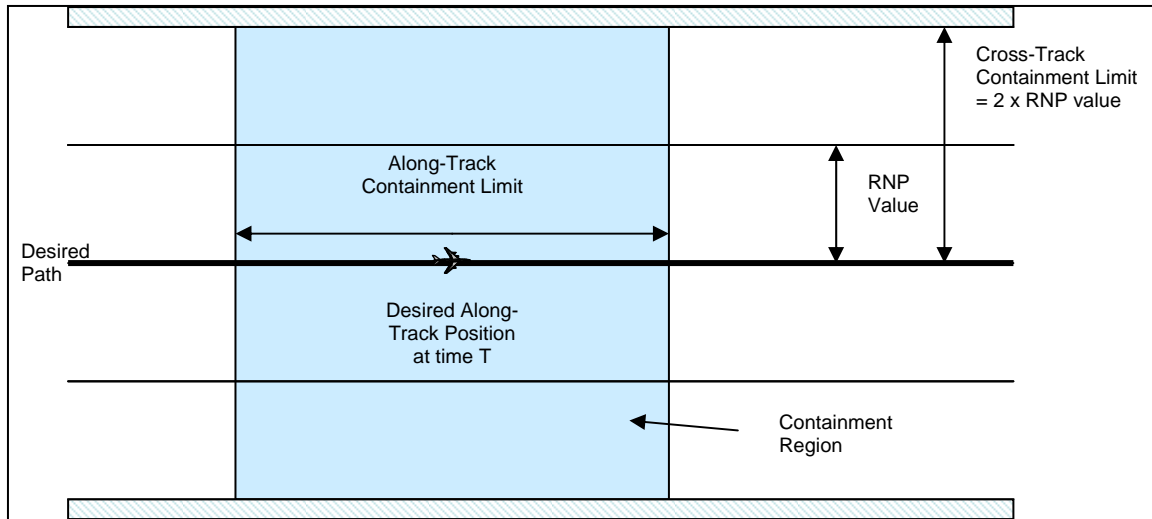 Cross-Track
Containment Limit
= 2 x RNP value
Along-Track
Containment Limit
RNP
Value
Desired
Path
Desired Along-
Track Position
at time T
Containment
Region